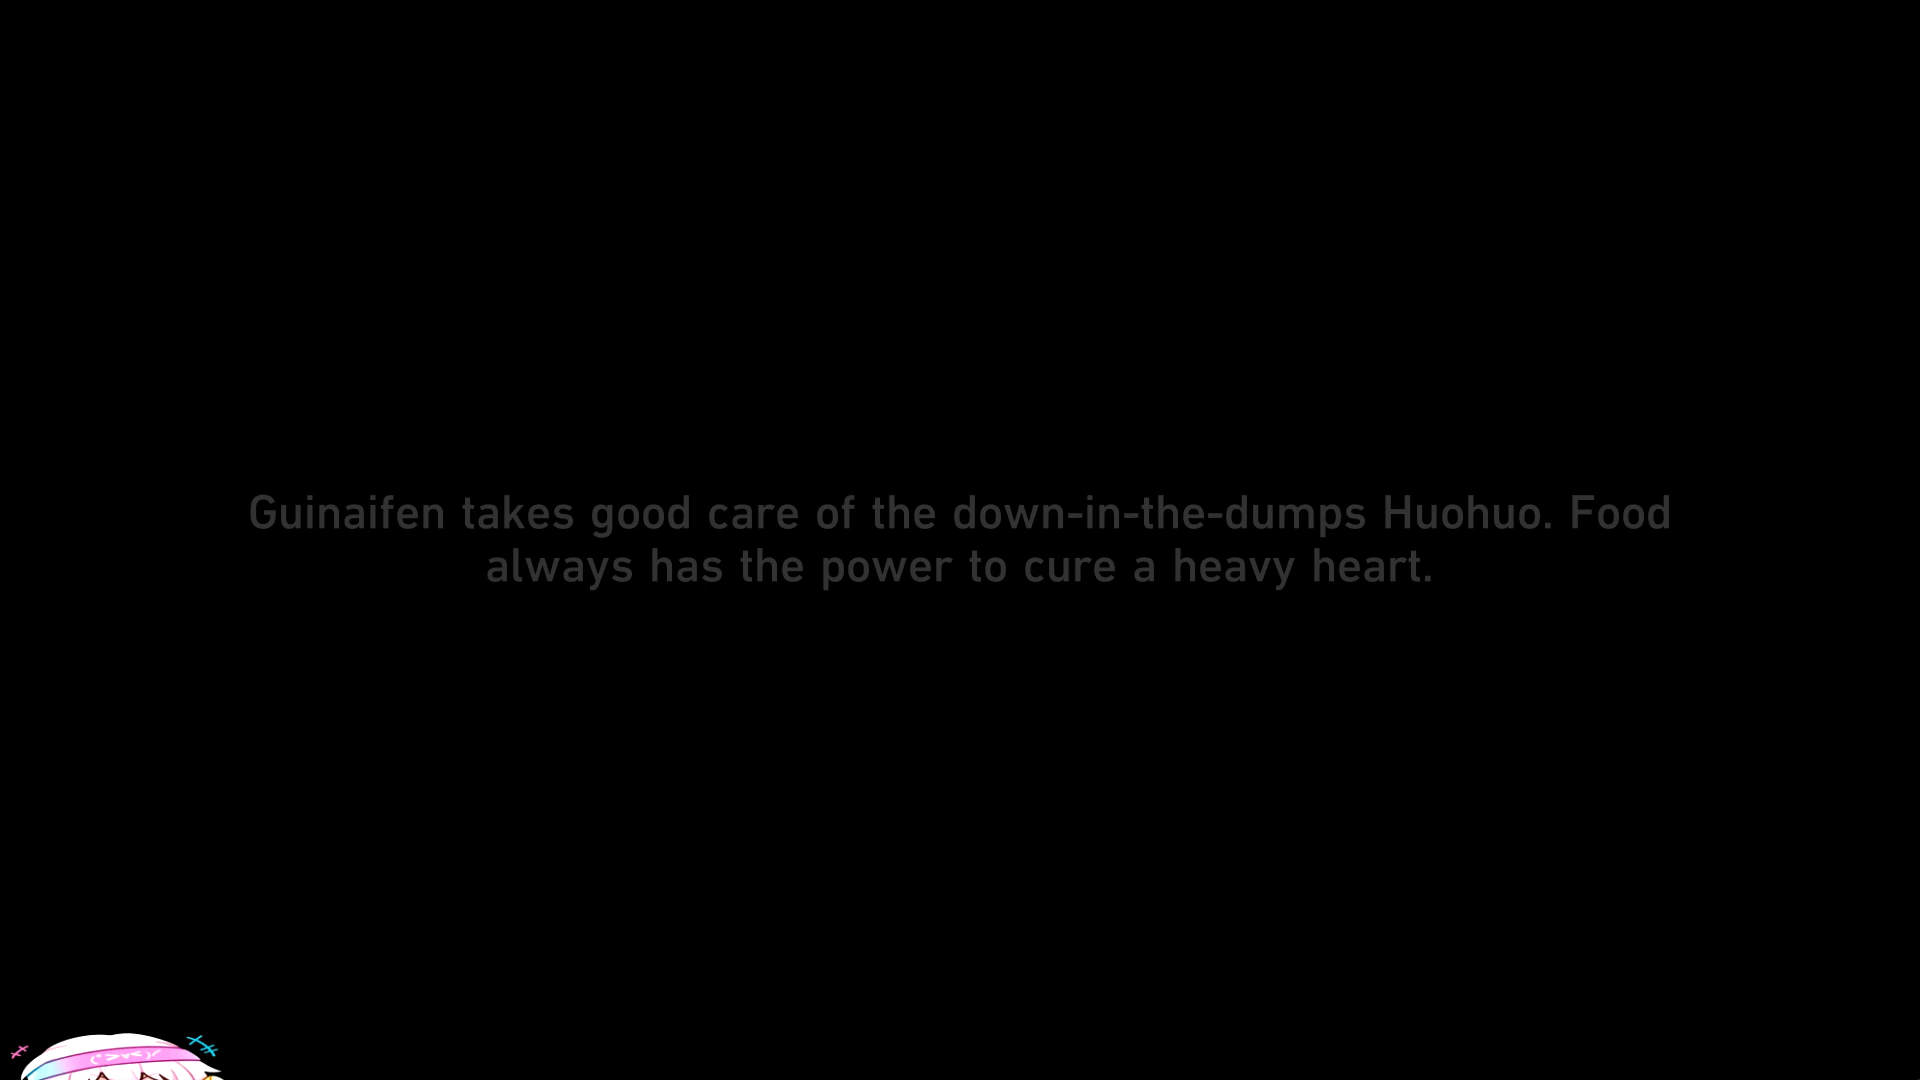 Guinaifen takes good care of the down-in-the-dumps Huohuo. Food
always has the power to cure a heavy heart.